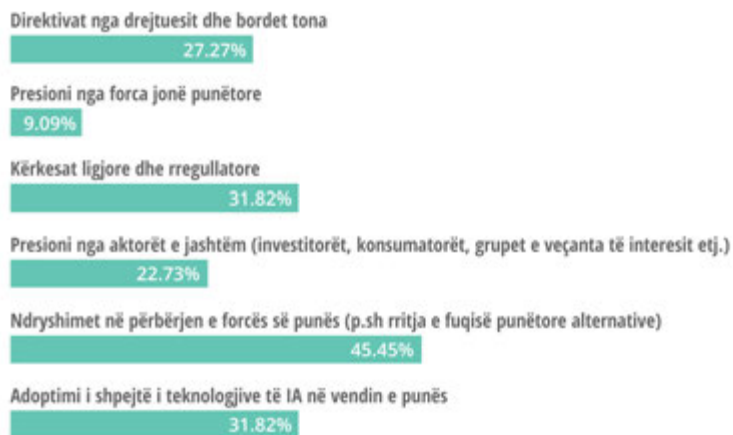 Direktivat nga drejtuesit dhe bordet tona
27.27%
Presioni nga forca jonë punëtore
9.09%
Kërkesat ligjore dhe rregullatore
31.82%
Presioni nga aktorët e jashtëm (investitorët, konsumatorët, grupet e veçanta të interesit etj.)
22.73%
Ndryshimet në përbërjen e forcës së punës (p.sh rritja e fuqisë punëtore alternative)
45.45%
Adoptimi i shpejtë i teknologjive të IA në vendin e punës
31.82%